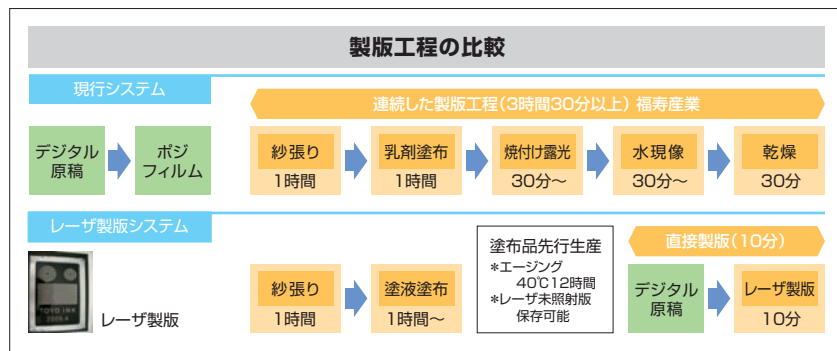 製版工程の比較
現行システム
連続した製版工程(3時間30分以上)福寿産業
デジタル
原稿
ポジ
フィルム
紗張り
1時間
乳剤塗布
1時間
焼付け露光
30分~
水現像
30分~
乾燥
30分
レーザ製版システム
TOYO INK
レーザ製版
紗張り
1時間
塗液塗布
1時間~
塗布品先行生産
*エージング
40℃12時間
*レーザ未照射版
保存可能
直接製版(10分)
デジタル
原稿
レーザ製版
10分